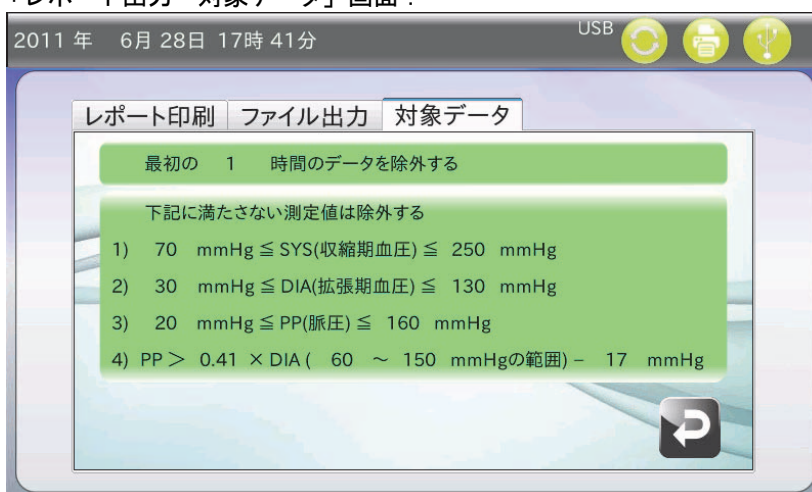 「レポート出力 対象データ」画面：
2011 年 6月 28日 17時 41分 USB
レポート印刷 ファイル出力 対象データ
最初の 1 時間のデータを除外する
下記に満たさない測定値は除外する
1) 70 mmHg ≦ SYS(収縮期血圧) ≦ 250 mmHg
2) 30 mmHg ≦ DIA(拡張期血圧) ≦ 130 mmHg
3) 20 mmHg ≦ PP(脈圧) ≦ 160 mmHg
4) PP > 0.41 × DIA ( 60 ～ 150 mmHgの範囲) − 17 mmHg